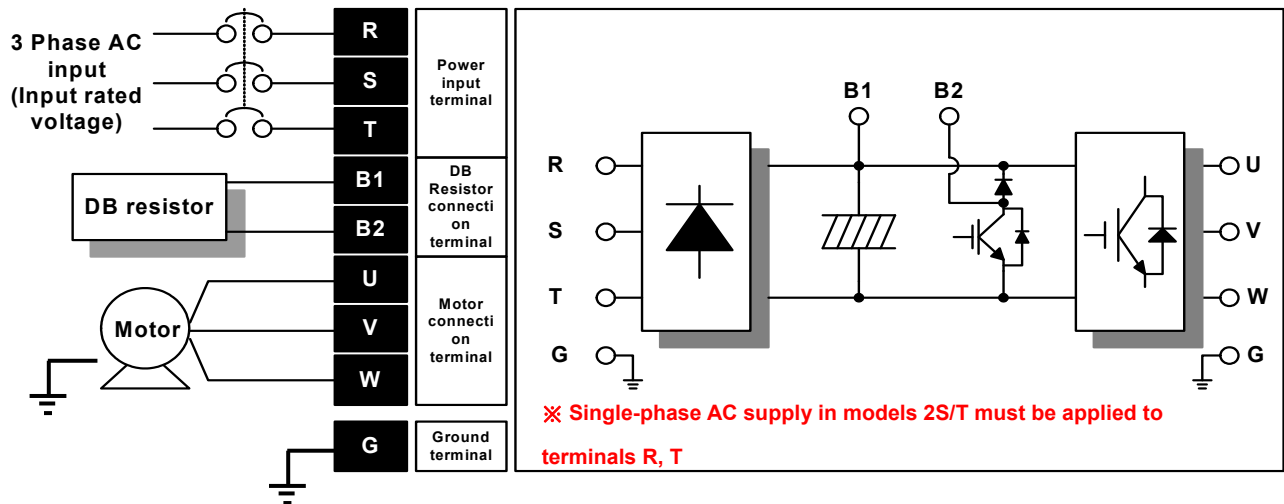 3 Phase AC
input
(Input rated
voltage)
R
S
T
Power
input
terminal
DB resistor
B1
B2
DB
Resistor
connecti
on
terminal
Motor
U
V
W
Motor
connecti
on
terminal
G
Ground
terminal
B1 B2
R
S
T
G
U
V
W
G
※ Single-phase AC supply in models 2S/T must be applied to
terminals R, T